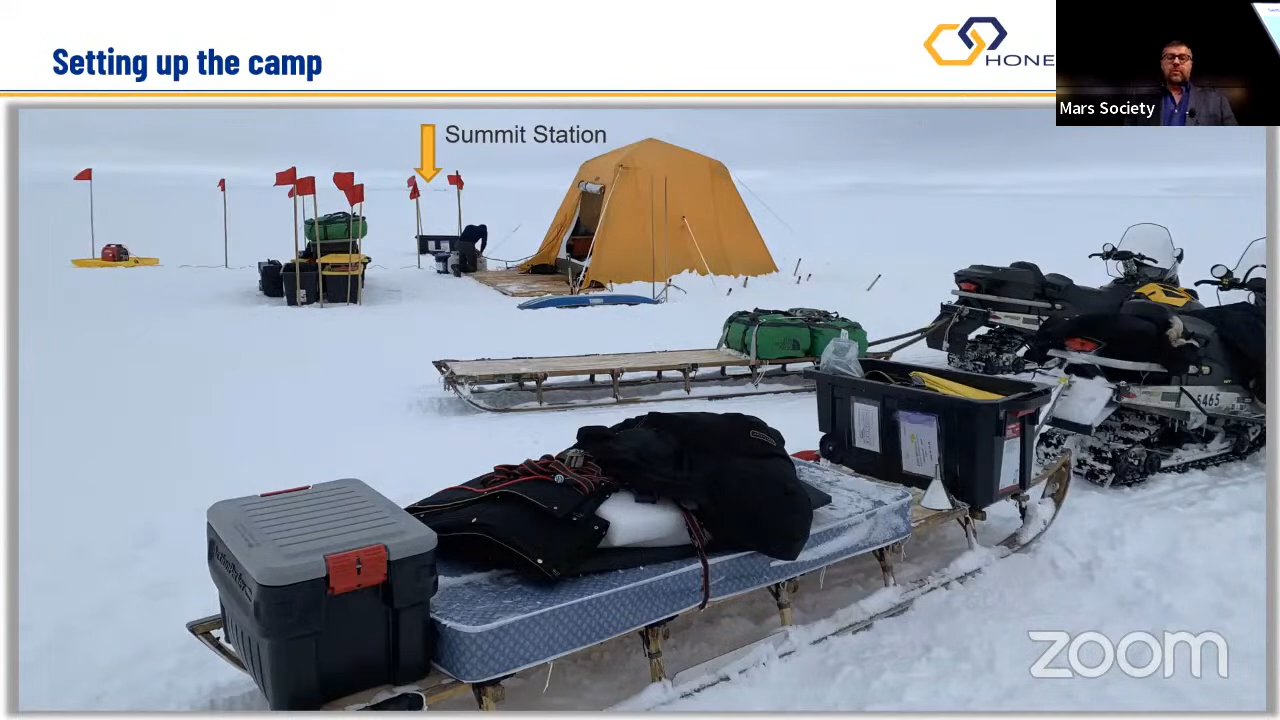 Setting up the camp
HONE
Mars Society
Summit Station
5465
zoom